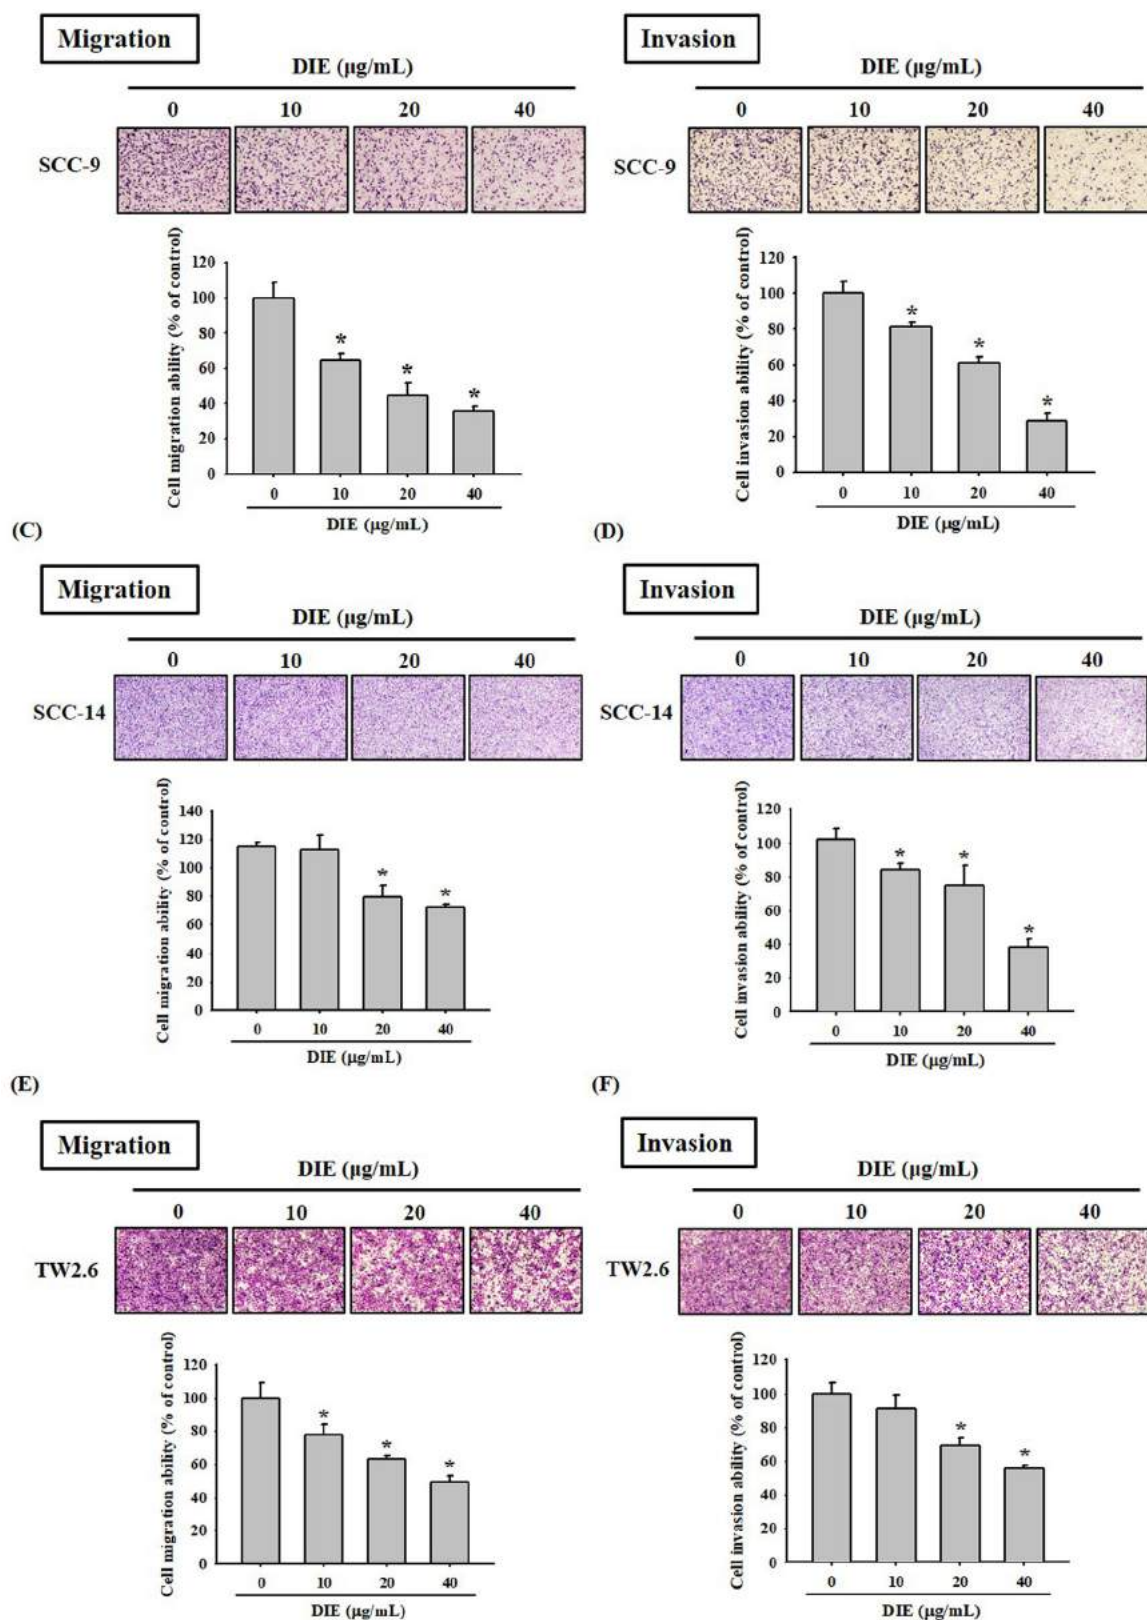 Migration
DIE (µg/mL)
0 10 20 40
SCC-9
Cell migration ability (% of control)
120
100
80
60
40
20
0
* * *
0 10 20 40
DIE (µg/mL)
Invasion
DIE (µg/mL)
0 10 20 40
SCC-9
Cell invasion ability (% of control)
120
100
80
60
40
20
0
* * *
0 10 20 40
DIE (µg/mL)
(C)
Migration
DIE (µg/mL)
0 10 20 40
SCC-14
Cell migration ability (% of control)
140
120
100
80
60
40
20
0
* *
0 10 20 40
DIE (µg/mL)
(D)
Invasion
DIE (µg/mL)
0 10 20 40
SCC-14
Cell invasion ability (% of control)
120
100
80
60
40
20
0
* * *
0 10 20 40
DIE (µg/mL)
(E)
Migration
DIE (µg/mL)
0 10 20 40
TW2.6
Cell migration ability (% of control)
120
100
80
60
40
20
0
* * *
0 10 20 40
DIE (µg/mL)
(F)
Invasion
DIE (µg/mL)
0 10 20 40
TW2.6
Cell invasion ability (% of control)
120
100
80
60
40
20
0
* *
0 10 20 40
DIE (µg/mL)